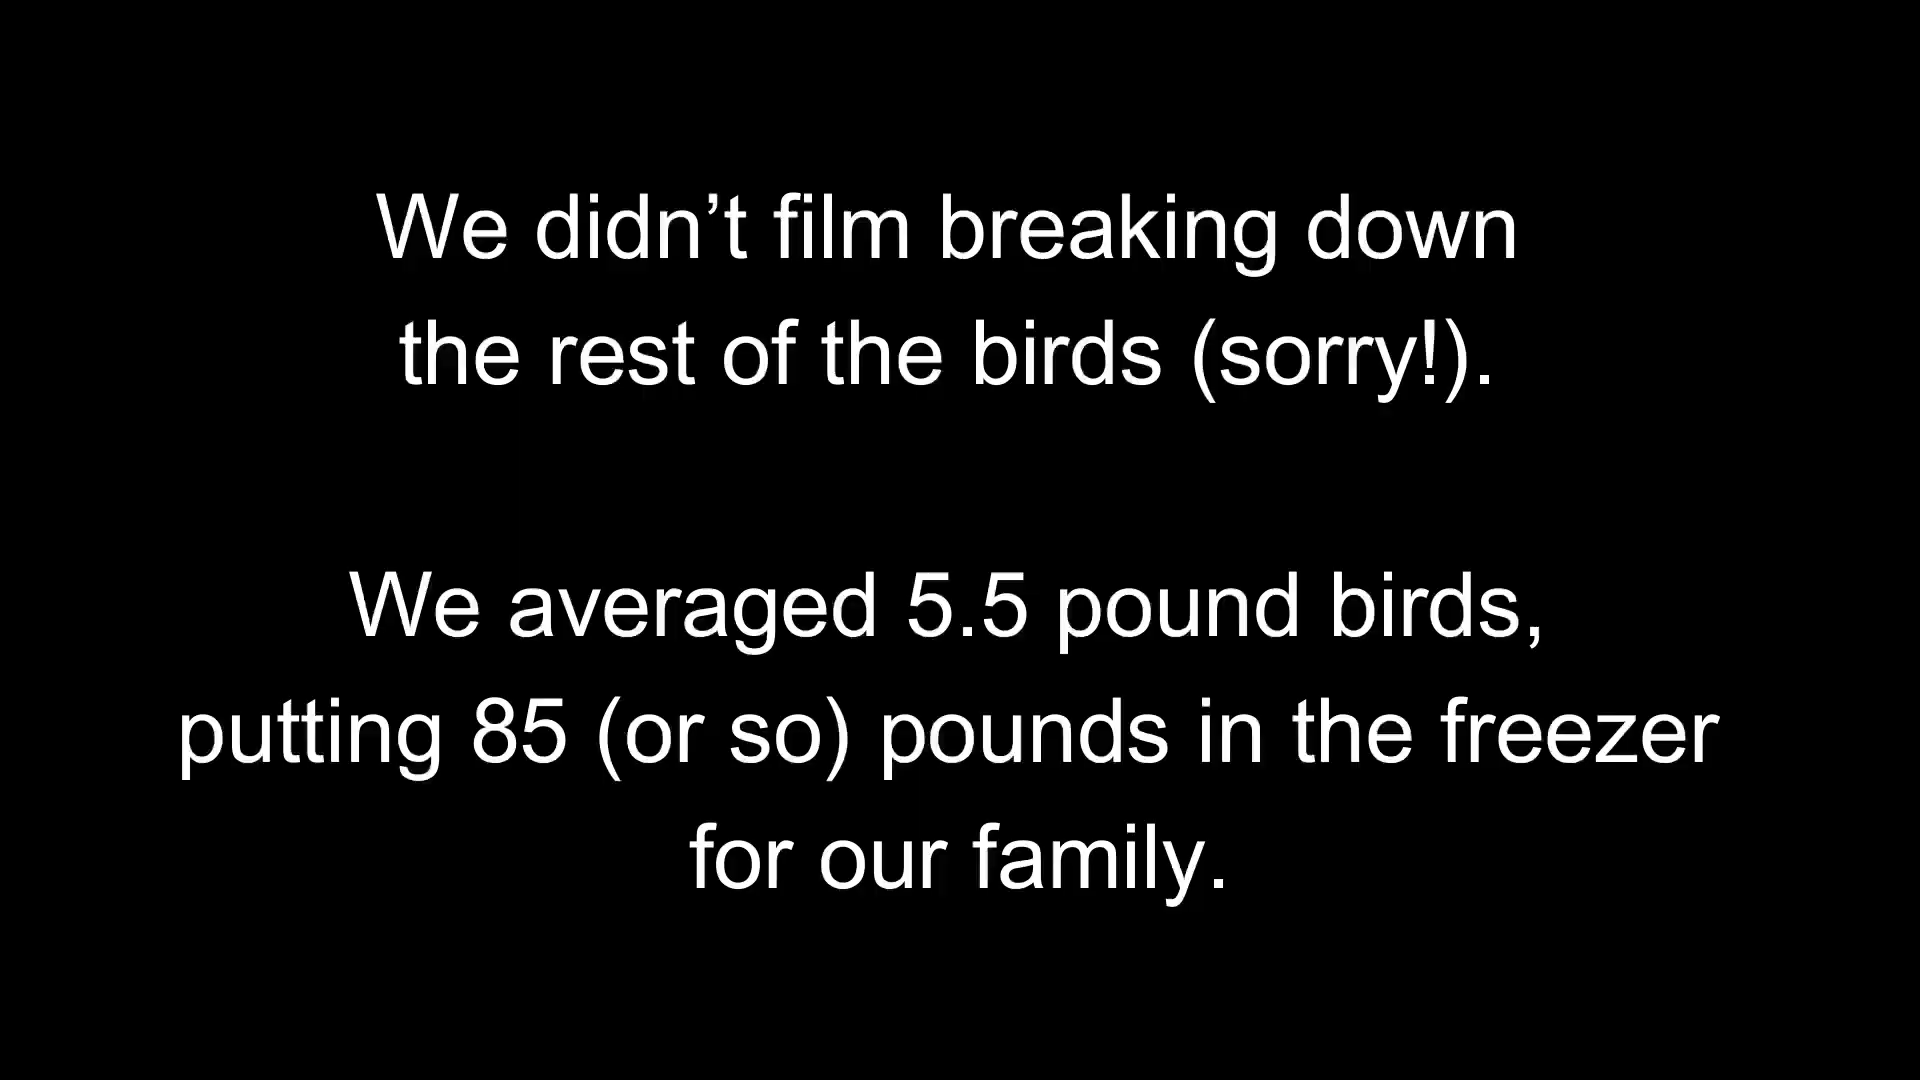 We didn’t film breaking down
the rest of the birds (sorry!).
We averaged 5.5 pound birds,
putting 85 (or so) pounds in the freezer
for our family.